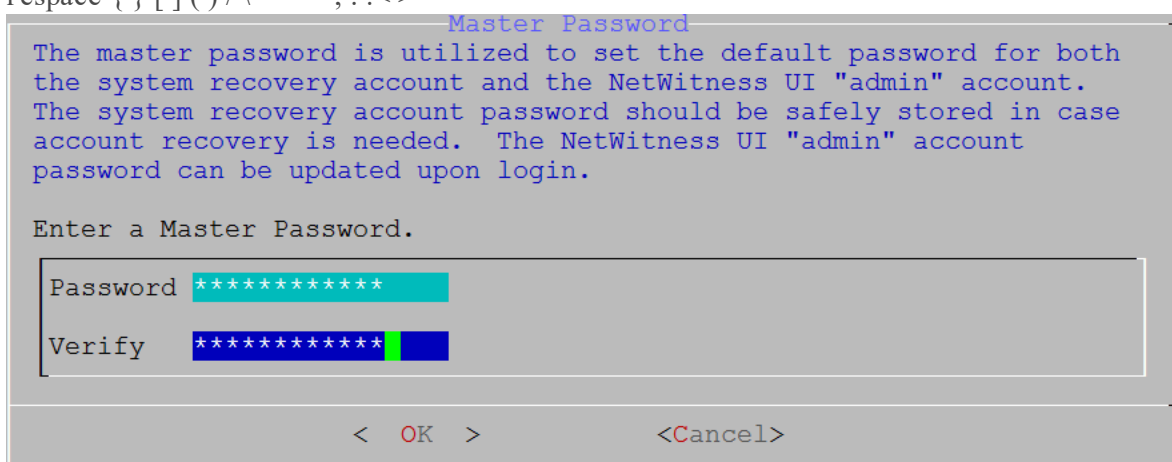 Master Password
The master password is utilized to set the default password for both
the system recovery account and the NetWitness UI "admin" account.
The system recovery account password should be safely stored in case
account recovery is needed.  The NetWitness UI "admin" account
password can be updated upon login.
Enter a Master Password.
Password ************
Verify ************
< OK > <Cancel>